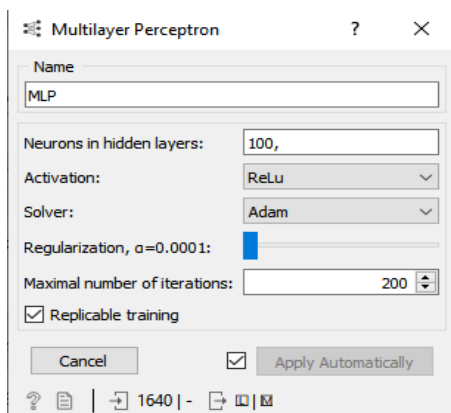 Multilayer Perceptron ? ×
Name
MLP
Neurons in hidden layers: 100,
Activation: ReLu
Solver: Adam
Regularization, α=0.0001:
Maximal number of iterations: 200
Replicable training
Cancel Apply Automatically
? 1640 | - |